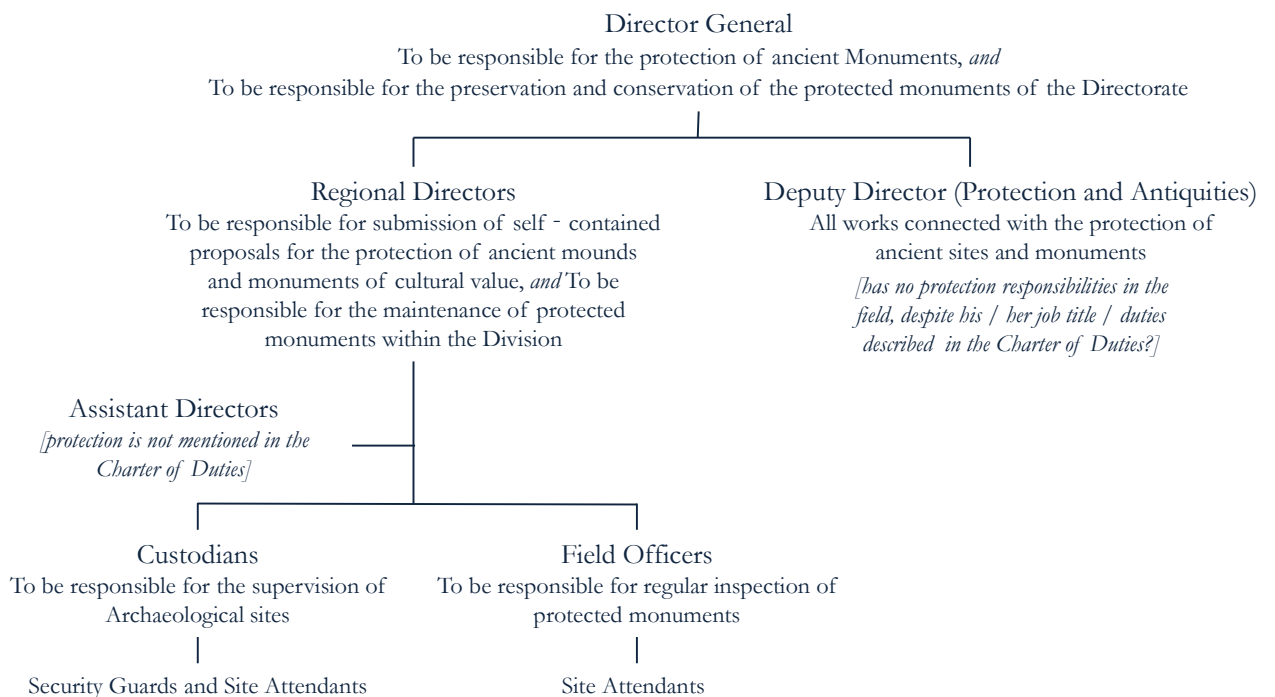 Director General
To be responsible for the protection of ancient Monuments, and
To be responsible for the preservation and conservation of the protected monuments of the Directorate
Regional Directors
To be responsible for submission of self - contained
proposals for the protection of ancient mounds
and monuments of cultural value, and To be
responsible for the maintenance of protected
monuments within the Division
Deputy Director (Protection and Antiquities)
All works connected with the protection of
ancient sites and monuments
[has no protection responsibilities in the
field, despite his / her job title / duties
described in the Charter of Duties?]
Assistant Directors
[protection is not mentioned in the
Charter of Duties]
Custodians
To be responsible for the supervision of
Archaeological sites
Security Guards and Site Attendants
Field Officers
To be responsible for regular inspection of
protected monuments
Site Attendants